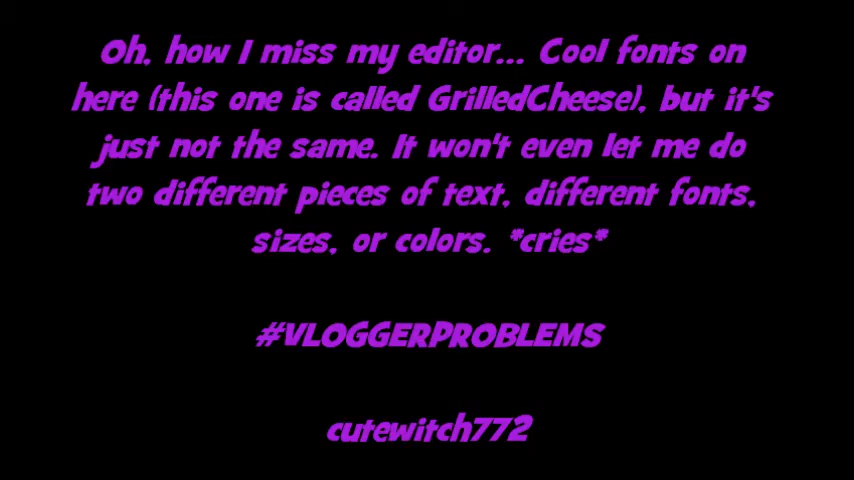 Oh, how I miss my editor... Cool fonts on
here (this one is called GrilledCheese), but it's
just not the same. It won't even let me do
two different pieces of text, different fonts,
sizes, or colors. *cries*
#VLOGGERPROBLEMS
cutewitch772